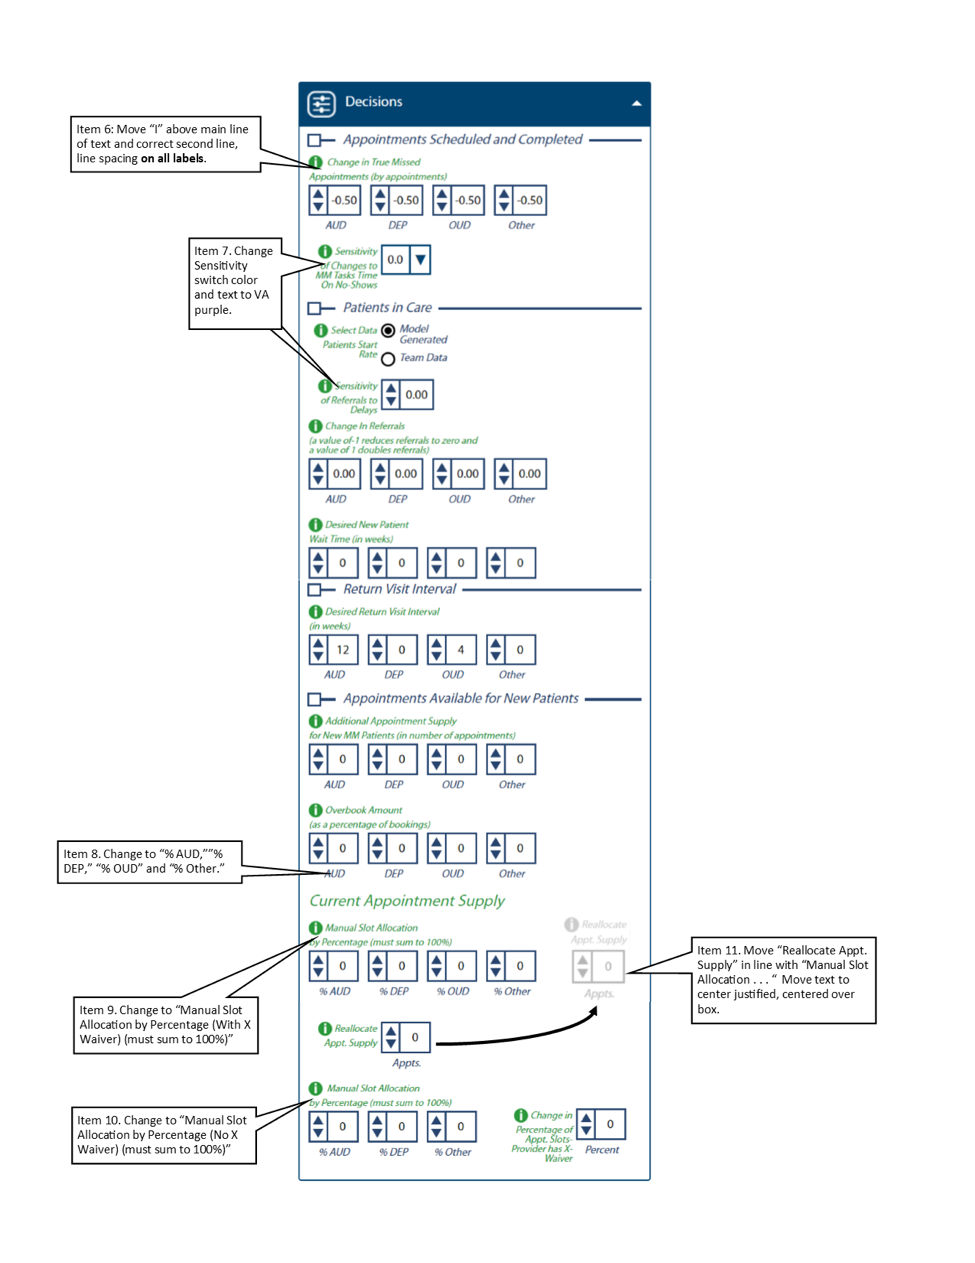 Decisions
Item 6: Move “I” above main line
of text and correct second line,
line spacing on all labels.
Appointments Scheduled and Completed
Change in True Missed
Appointments (by appointments)
-0.50 -0.50 -0.50 -0.50
AUD DEP OUD Other
Item 7. Change
Sensitivity
switch color
and text to VA
purple.
Sensitivity
of Changes to
MM Tasks Time
On No-Shows
0.0
Patients in Care
Select Data
Patients Start
Rate
Model
Generated
Team Data
Sensitivity
of Referrals to
Delays
0.00
Change In Referrals
(a value of-1 reduces referrals to zero and
a value of 1 doubles referrals)
0.00 0.00 0.00 0.00
AUD DEP OUD Other
Desired New Patient
Wait Time (in weeks)
0 0 0 0
Return Visit Interval
Desired Return Visit Interval
(in weeks)
12 0 4 0
AUD DEP OUD Other
Appointments Available for New Patients
Additional Appointment Supply
for New MM Patients (in number of appointments)
0 0 0 0
AUD DEP OUD Other
Overbook Amount
(as a percentage of bookings)
0 0 0 0
AUD DEP OUD Other
Item 8. Change to “% AUD,””%
DEP,” “% OUD” and “% Other.”
Current Appointment Supply
Manual Slot Allocation
by Percentage (must sum to 100%)
0 0 0 0
% AUD % DEP % OUD % Other
Reallocate
Appt. Supply
0
Appts.
Item 11. Move “Reallocate Appt.
Supply” in line with “Manual Slot
Allocation . . . “ Move text to
center justified, centered over
box.
Item 9. Change to “Manual Slot
Allocation by Percentage (With X
Waiver) (must sum to 100%)”
Reallocate
Appt. Supply
0
Appts.
Manual Slot Allocation
by Percentage (must sum to 100%)
0 0 0
% AUD % DEP % Other
Item 10. Change to “Manual Slot
Allocation by Percentage (No X
Waiver) (must sum to 100%)”
Change in
Percentage of
Appt. Slots-
Provider has X-
Waiver
0
Percent